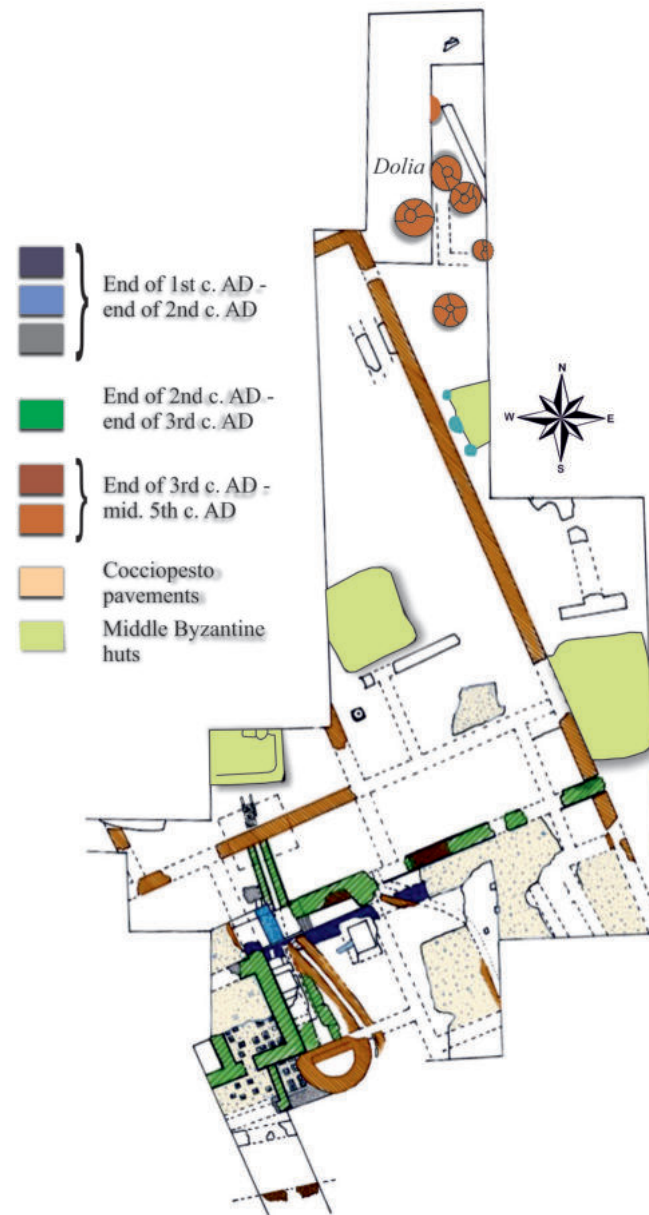 Dolia
End of 1st c. AD -
end of 2nd c. AD
N
W
E
S
End of 2nd c. AD -
end of 3rd c. AD
End of 3rd c. AD -
mid. 5th c. AD
Cocciopesto
pavements
Middle Byzantine
huts